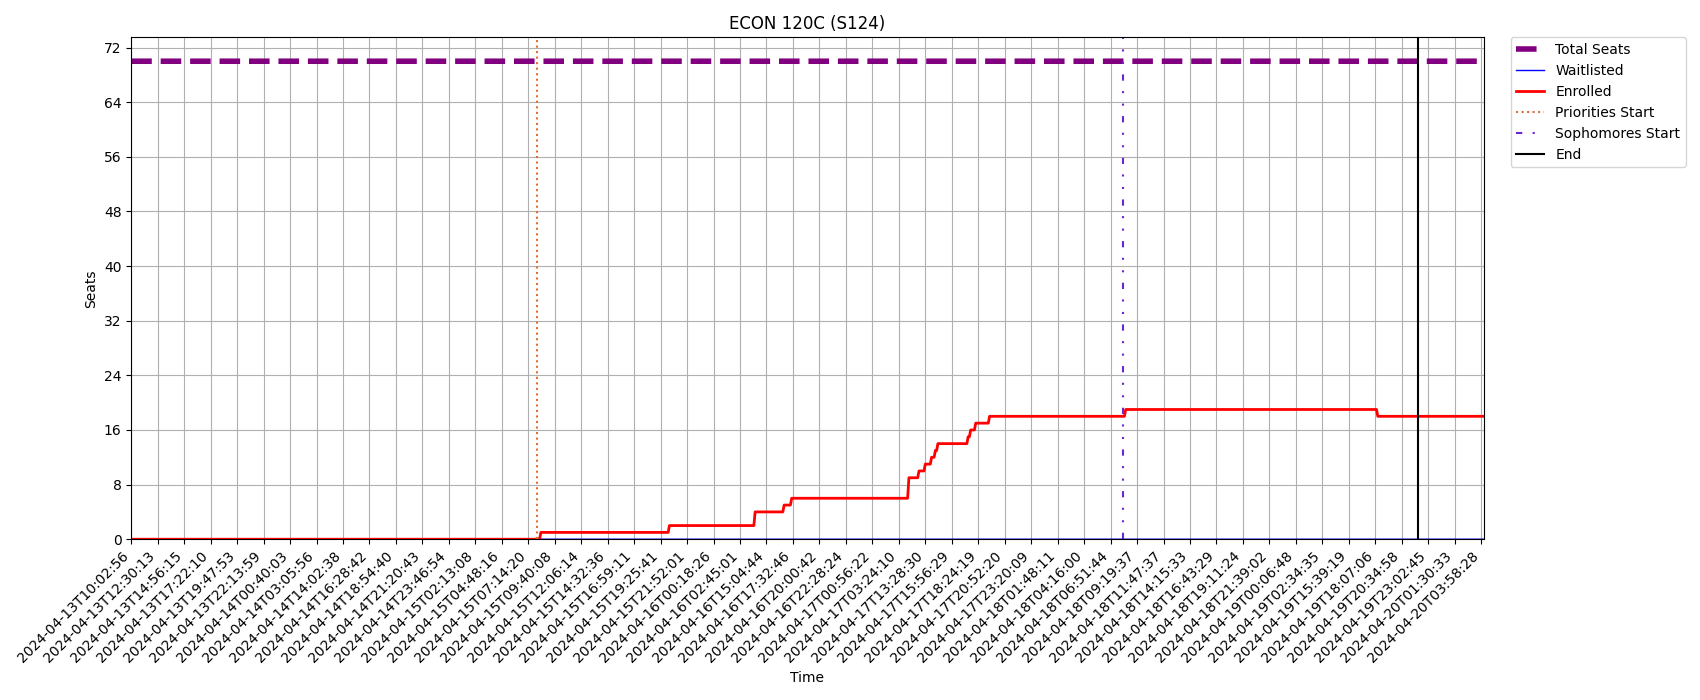 ECON 120C (S124)
Total Seats
Waitlisted
Enrolled
Priorities Start
Sophomores Start
End
Seats
72
64
56
48
40
32
24
16
8
0
2024-04-13T10:02:56
2024-04-13T12:30:13
2024-04-13T14:56:15
2024-04-13T17:22:10
2024-04-13T19:47:53
2024-04-13T22:13:59
2024-04-14T00:40:03
2024-04-14T03:05:56
2024-04-14T14:02:38
2024-04-14T16:28:42
2024-04-14T18:54:40
2024-04-14T21:20:43
2024-04-14T23:46:54
2024-04-15T02:13:08
2024-04-15T04:48:16
2024-04-15T07:14:20
2024-04-15T09:40:08
2024-04-15T12:06:14
2024-04-15T14:32:36
2024-04-15T16:59:11
2024-04-15T19:25:41
2024-04-15T21:52:01
2024-04-16T00:18:26
2024-04-16T02:45:01
2024-04-16T15:04:44
2024-04-16T17:32:46
2024-04-16T20:00:42
2024-04-16T22:28:24
2024-04-17T00:56:22
2024-04-17T03:24:10
2024-04-17T13:28:30
2024-04-17T15:56:29
2024-04-17T18:24:19
2024-04-17T20:52:20
2024-04-17T23:20:09
2024-04-18T01:48:11
2024-04-18T04:16:00
2024-04-18T06:51:44
2024-04-18T09:19:37
2024-04-18T11:47:37
2024-04-18T14:15:33
2024-04-18T16:43:29
2024-04-18T19:11:24
2024-04-18T21:39:02
2024-04-19T00:06:48
2024-04-19T02:34:35
2024-04-19T15:39:19
2024-04-19T18:07:06
2024-04-19T20:34:58
2024-04-19T23:02:45
2024-04-20T01:30:33
2024-04-20T03:58:28
Time